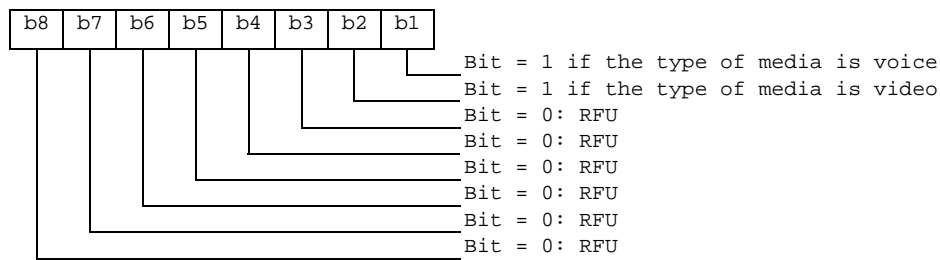 b8 b7 b6 b5 b4 b3 b2 b1
Bit = 1 if the type of media is voice
Bit = 1 if the type of media is video
Bit = 0: RFU
Bit = 0: RFU
Bit = 0: RFU
Bit = 0: RFU
Bit = 0: RFU
Bit = 0: RFU